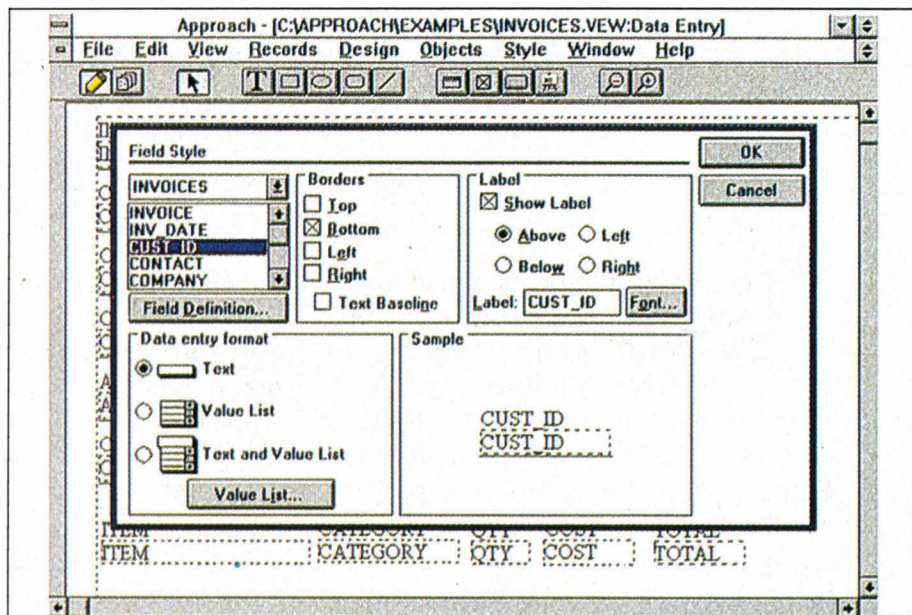 Approach - [C:\APPROACH\EXAMPLES\INVOICES.VEW:Data Entry]
File Edit View Records Design Objects Style Window Help
T
Field Style
OK
Cancel
INVOICES
INVOICE
INV_DATE
CUST_ID
CONTACT
COMPANY
Field Definition...
Borders
Top
Bottom
Left
Right
Text Baseline
Label
Show Label
Above Left
Below Right
Label: CUST_ID Font...
Data entry format
Text
Value List
Text and Value List
Value List...
Sample
CUST_ID
CUST_ID
ITEM CATEGORY QTY COST TOTAL
ITEM CATEGORY QTY COST TOTAL